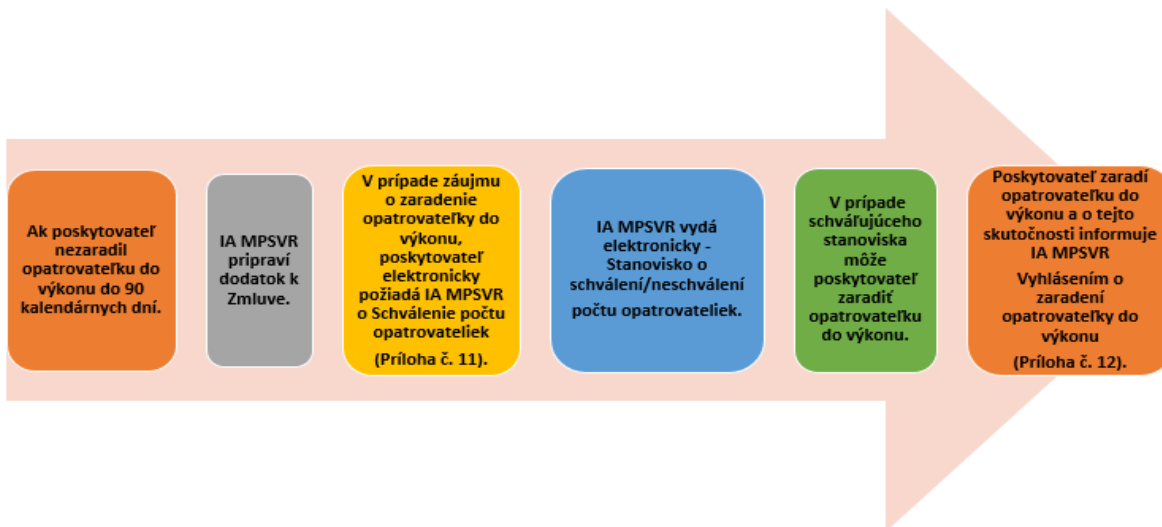 Ak poskytovateľ
nezaradil
opatrovateľku do
výkonu do 90
kalendárnych dní.
IA MPSVR
pripraví
dodatok k
Zmluve.
V prípade záujmu
o zaradenie
opatrovateľky do
výkonu,
poskytovateľ
elektronicky
požiadá IA MPSVR
o Schválenie počtu
opatrovateliek
(Príloha č. 11).
IA MPSVR vydá
elektronicky -
Stanovisko o
schválení/neschválení
počtu opatrovateliek.
V prípade
schváľujúceho
stanoviska
môže
poskytovateľ
zaradiť
opatrovateľku
do výkonu.
Poskytovateľ zaradí
opatrovateľku do
výkonu a o tejto
skutočnosti informuje
IA MPSVR
Vyhlásením o
zaradení
opatrovateľky do
výkonu
(Príloha č. 12).